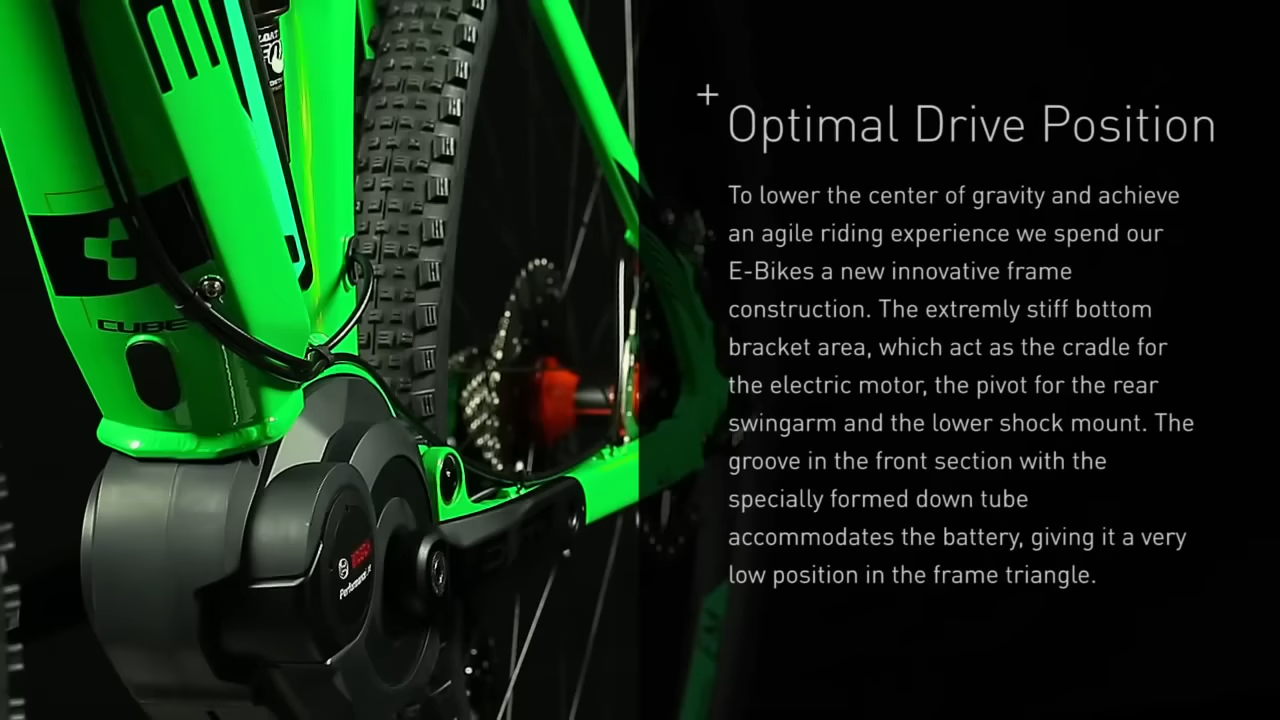 CUBE
BOSCH
Performance
+
Optimal Drive Position
To lower the center of gravity and achieve
an agile riding experience we spend our
E-Bikes a new innovative frame
construction. The extremly stiff bottom
bracket area, which act as the cradle for
the electric motor, the pivot for the rear
swingarm and the lower shock mount. The
groove in the front section with the
specially formed down tube
accommodates the battery, giving it a very
low position in the frame triangle.